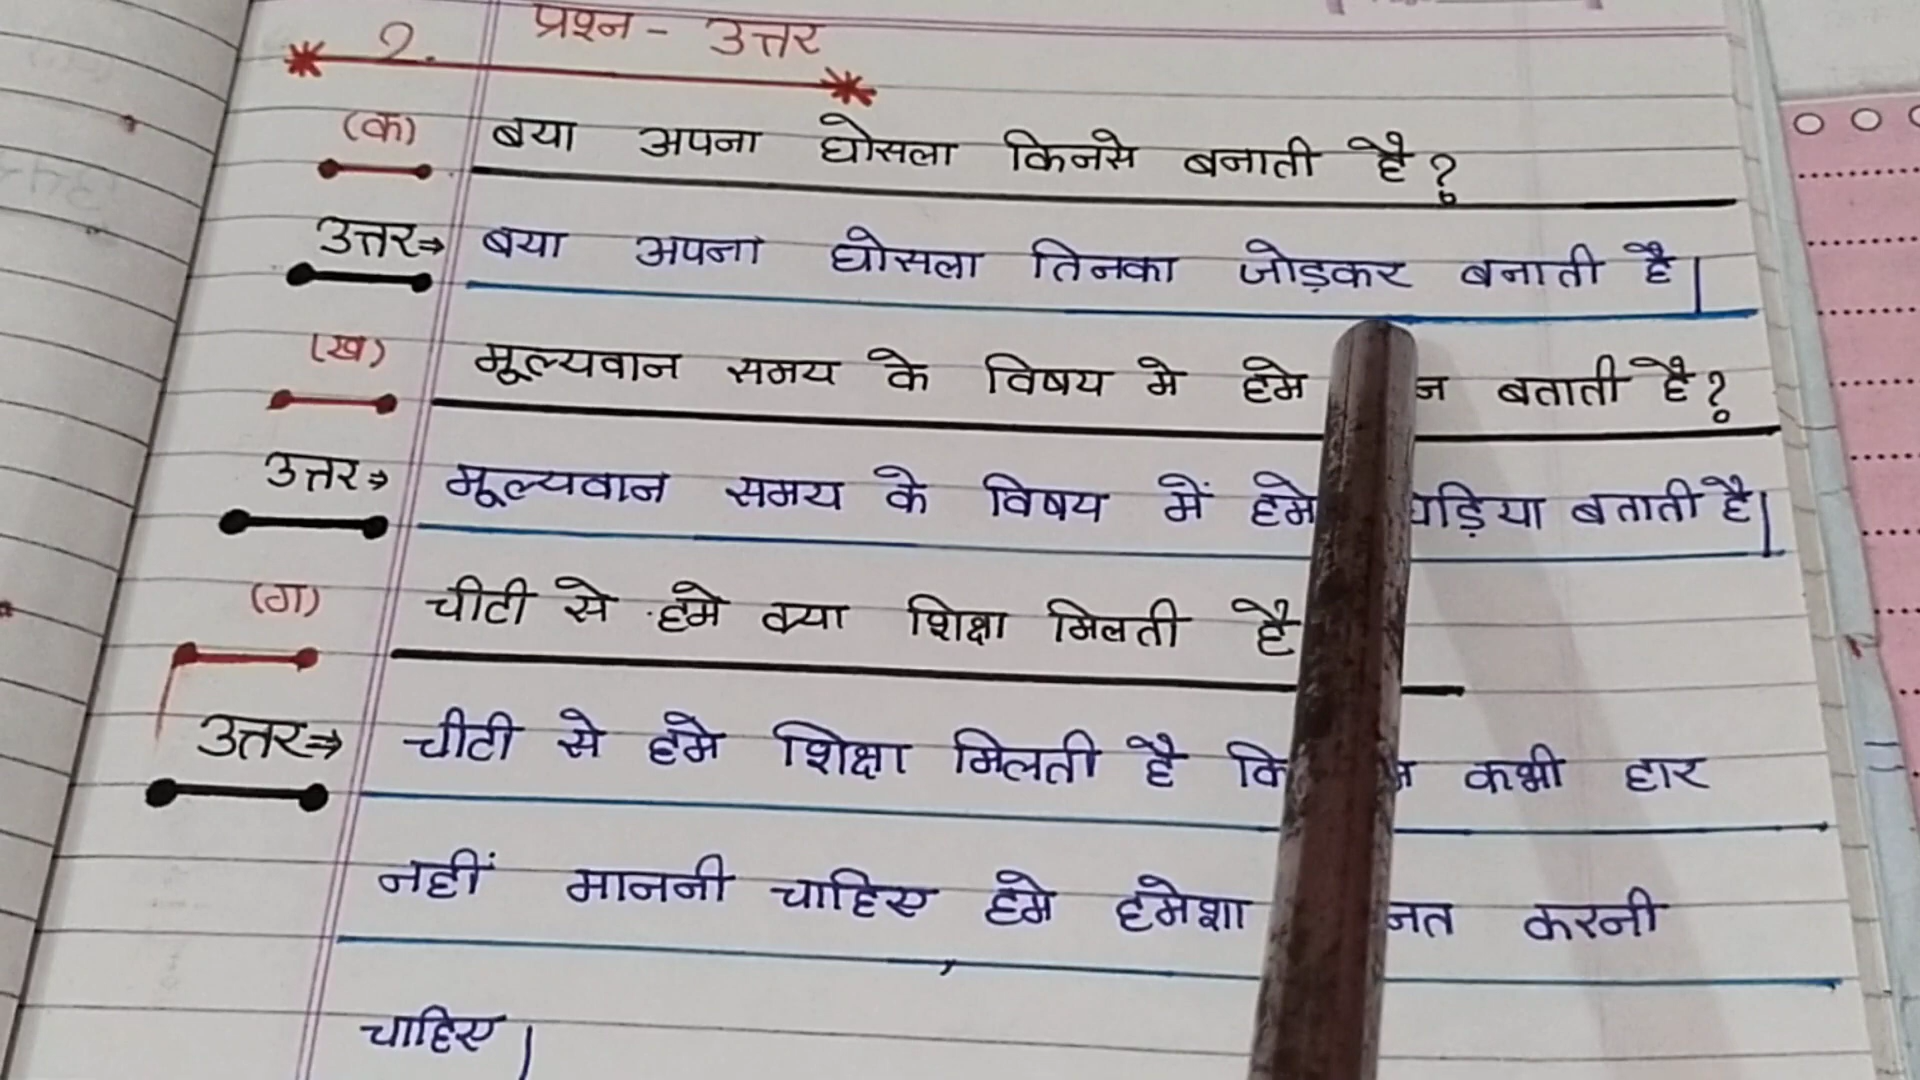 2. प्रश्न - उत्तर
(क) बया अपना घोसला किनसे बनाती है?
उत्तर⇒ बया अपना घोसला तिनका जोड़कर बनाती है।
(ख) मूल्यवान समय के विषय मे हमे बताती है?
उत्तर⇒ मूल्यवान समय के विषय में हमे बताती है।
(ग) चीटी से हमे क्या शिक्षा मिलती है
उत्तर⇒ चीटी से हमे शिक्षा मिलती है कभी हार
नहीं माननी चाहिए, हमे हमेशा करनी
चाहिए।